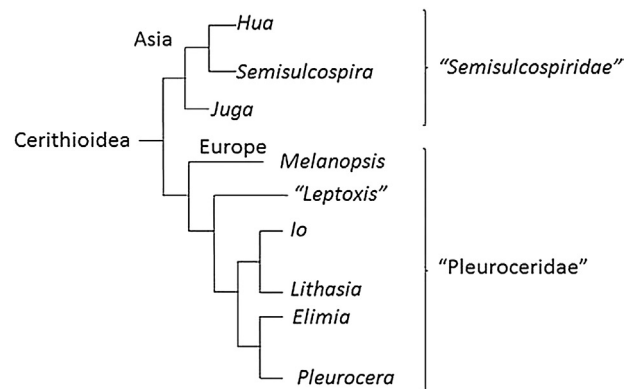 Hua
Asia
Semisulcospira
"Semisulcospiridae"
Juga
Cerithioidea
Europe
Melanopsis
"Leptoxis"
Io
"Pleuroceridae"
Lithasia
Elimia
Pleurocera